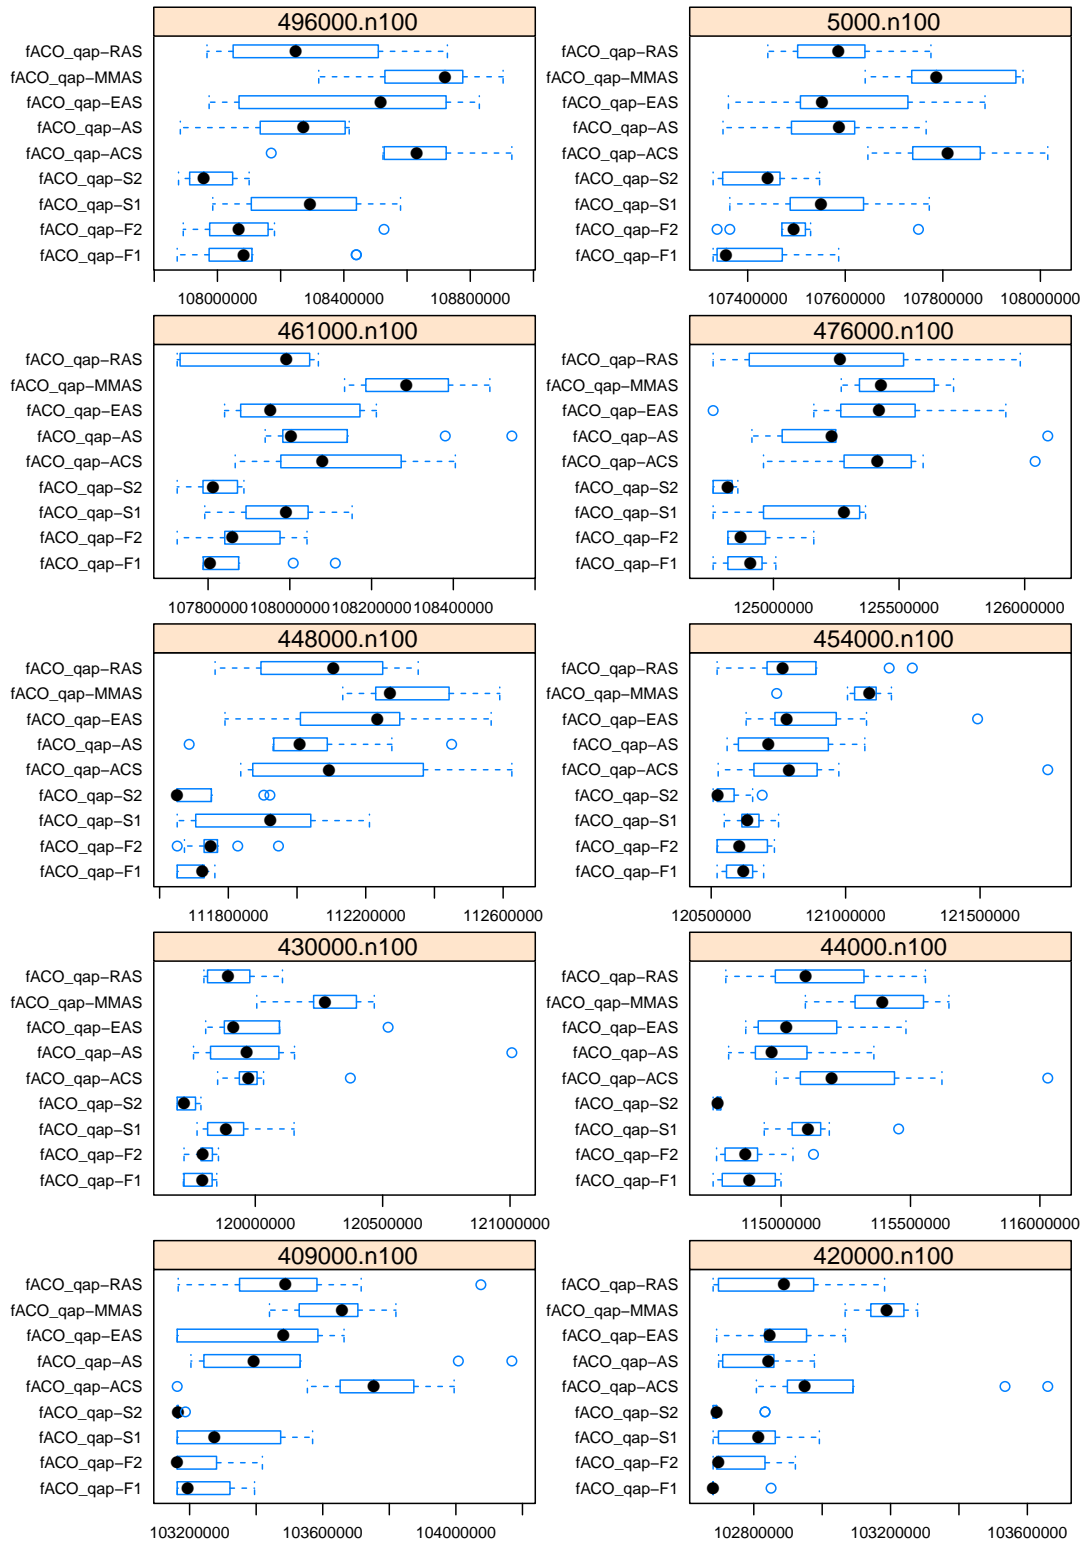 496000.n100
fACO_qap−RAS
fACO_qap−MMAS
fACO_qap−EAS
fACO_qap−AS
fACO_qap−ACS
fACO_qap−S2
fACO_qap−S1
fACO_qap−F2
fACO_qap−F1
108000000 108400000 108800000
5000.n100
fACO_qap−RAS
fACO_qap−MMAS
fACO_qap−EAS
fACO_qap−AS
fACO_qap−ACS
fACO_qap−S2
fACO_qap−S1
fACO_qap−F2
fACO_qap−F1
107400000 107600000 107800000 108000000
461000.n100
fACO_qap−RAS
fACO_qap−MMAS
fACO_qap−EAS
fACO_qap−AS
fACO_qap−ACS
fACO_qap−S2
fACO_qap−S1
fACO_qap−F2
fACO_qap−F1
107800000 108000000 108200000 108400000
476000.n100
fACO_qap−RAS
fACO_qap−MMAS
fACO_qap−EAS
fACO_qap−AS
fACO_qap−ACS
fACO_qap−S2
fACO_qap−S1
fACO_qap−F2
fACO_qap−F1
125000000 125500000 126000000
448000.n100
fACO_qap−RAS
fACO_qap−MMAS
fACO_qap−EAS
fACO_qap−AS
fACO_qap−ACS
fACO_qap−S2
fACO_qap−S1
fACO_qap−F2
fACO_qap−F1
111800000 112200000 112600000
454000.n100
fACO_qap−RAS
fACO_qap−MMAS
fACO_qap−EAS
fACO_qap−AS
fACO_qap−ACS
fACO_qap−S2
fACO_qap−S1
fACO_qap−F2
fACO_qap−F1
120500000 121000000 121500000
430000.n100
fACO_qap−RAS
fACO_qap−MMAS
fACO_qap−EAS
fACO_qap−AS
fACO_qap−ACS
fACO_qap−S2
fACO_qap−S1
fACO_qap−F2
fACO_qap−F1
120000000 120500000 121000000
44000.n100
fACO_qap−RAS
fACO_qap−MMAS
fACO_qap−EAS
fACO_qap−AS
fACO_qap−ACS
fACO_qap−S2
fACO_qap−S1
fACO_qap−F2
fACO_qap−F1
115000000 115500000 116000000
409000.n100
fACO_qap−RAS
fACO_qap−MMAS
fACO_qap−EAS
fACO_qap−AS
fACO_qap−ACS
fACO_qap−S2
fACO_qap−S1
fACO_qap−F2
fACO_qap−F1
103200000 103600000 104000000
420000.n100
fACO_qap−RAS
fACO_qap−MMAS
fACO_qap−EAS
fACO_qap−AS
fACO_qap−ACS
fACO_qap−S2
fACO_qap−S1
fACO_qap−F2
fACO_qap−F1
102800000 103200000 103600000